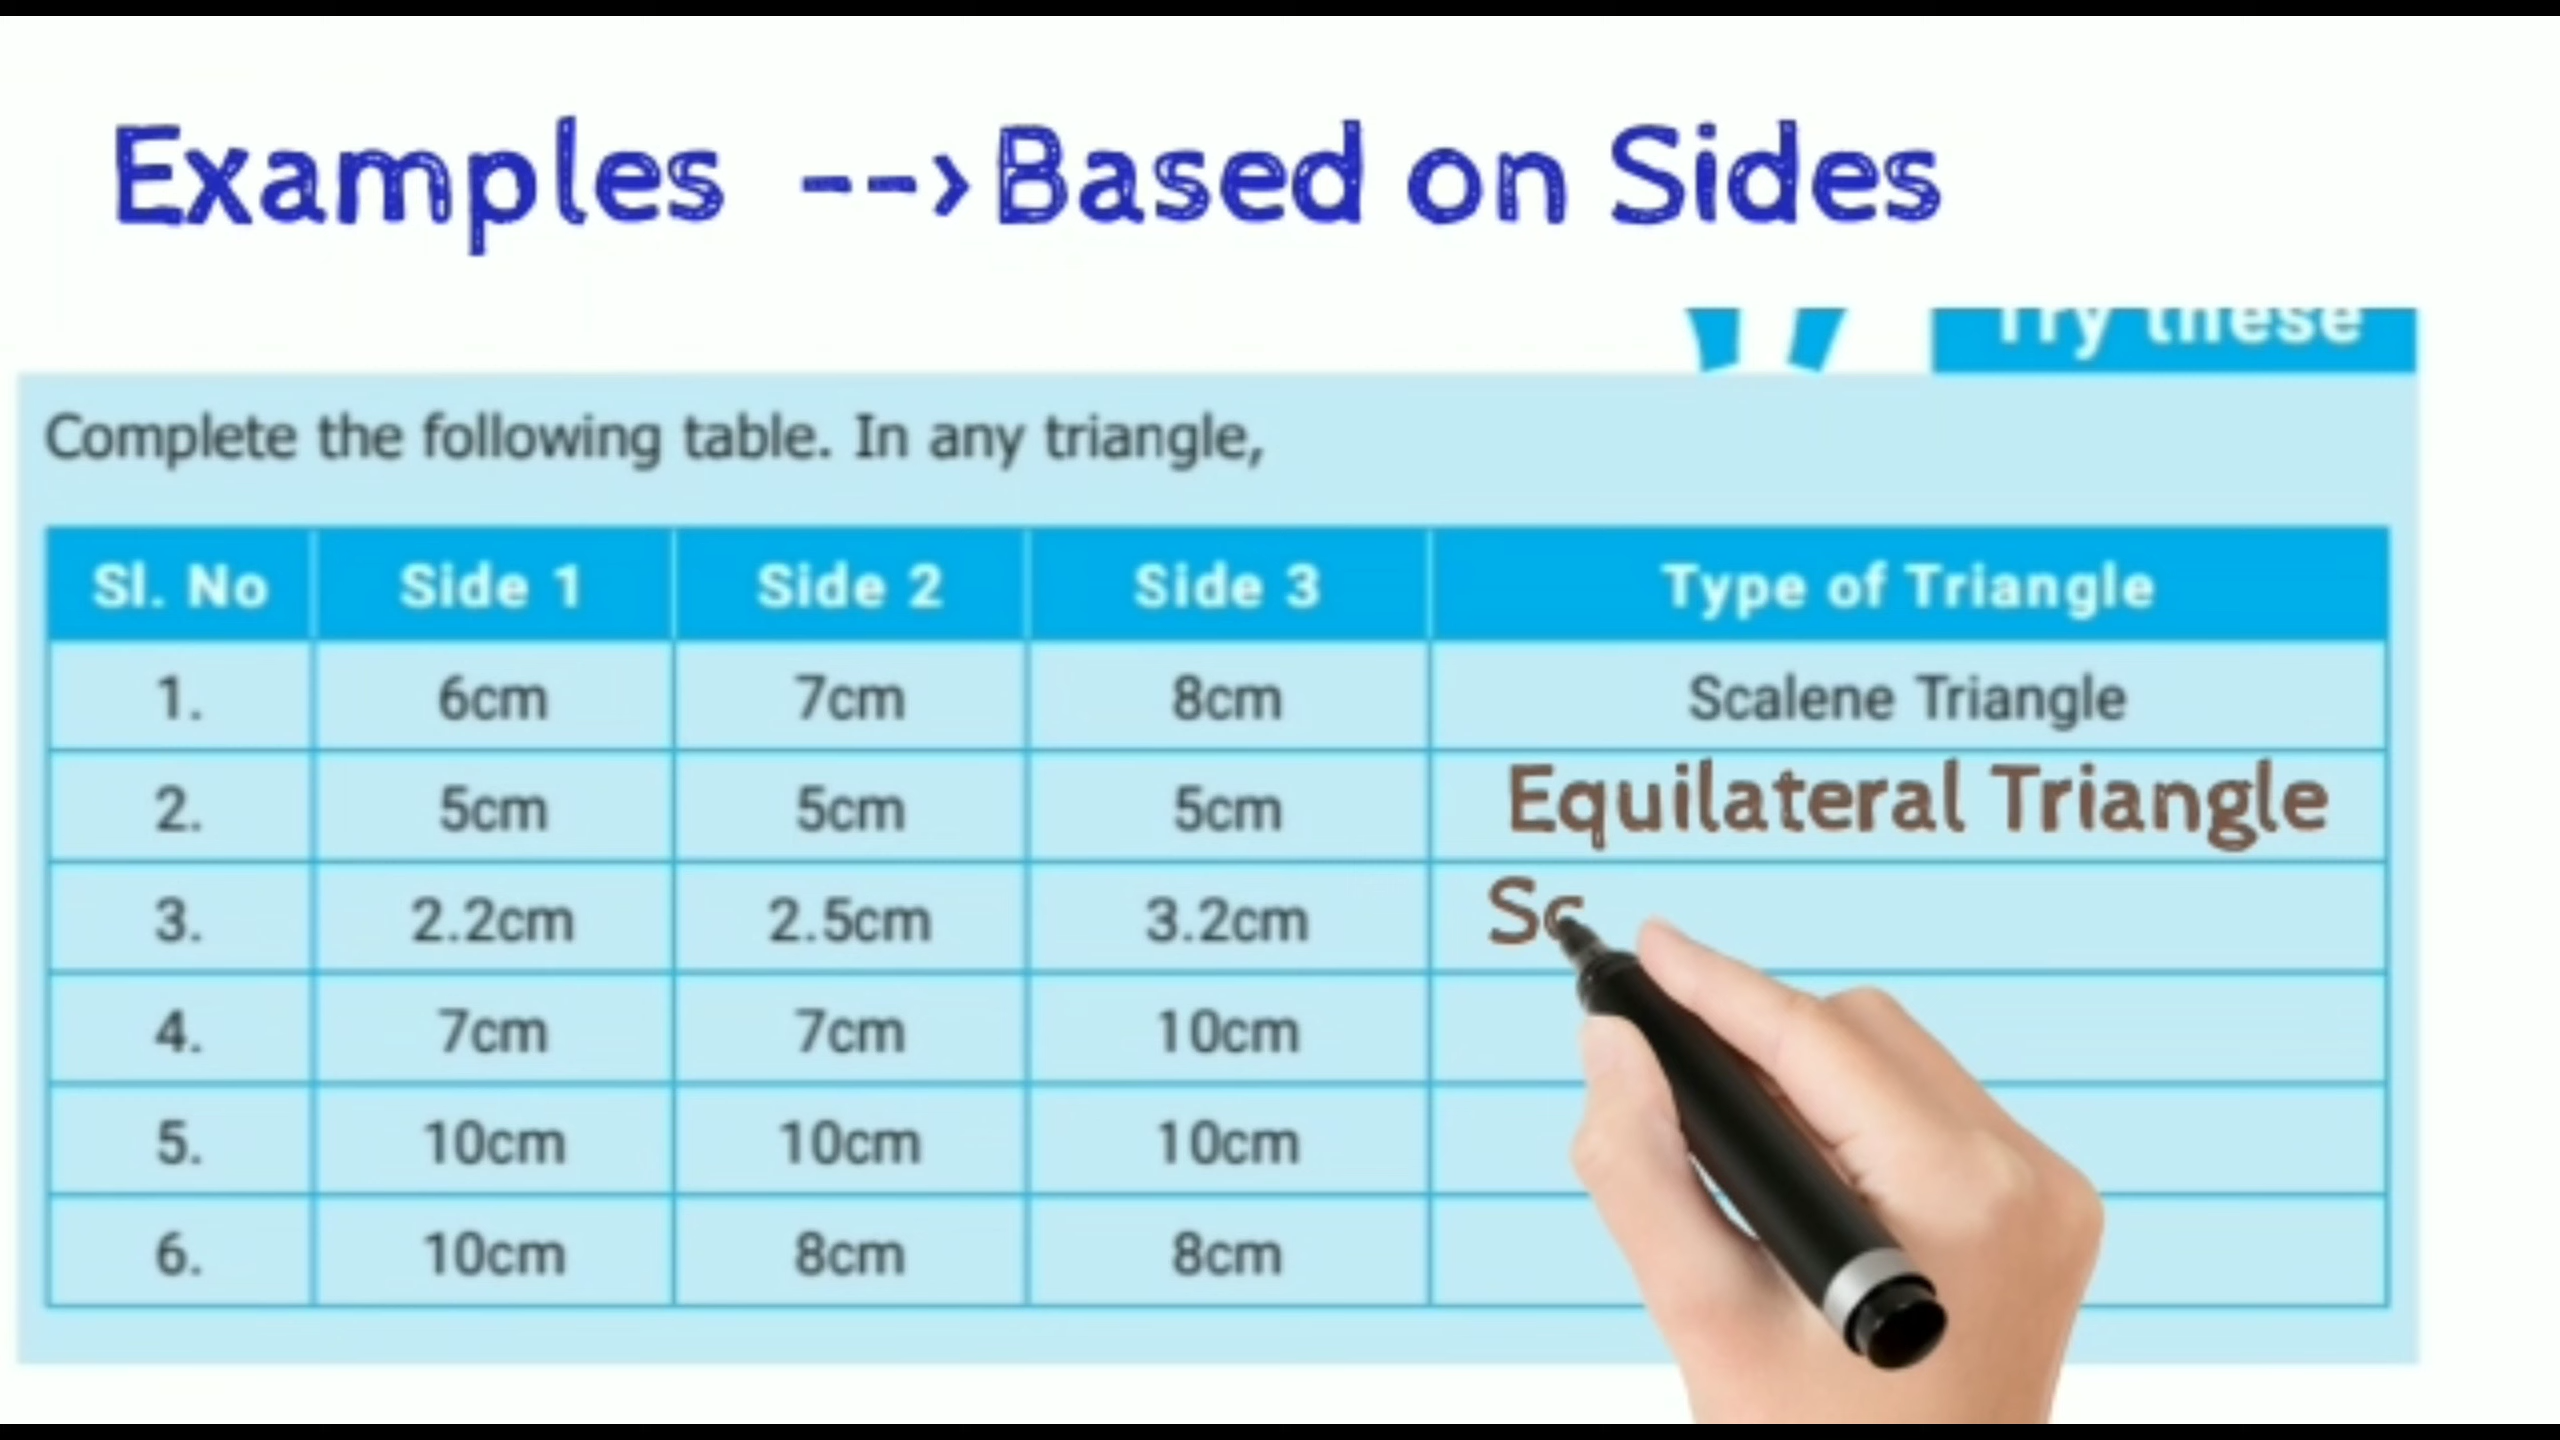 Examples --> Based on Sides
Try these
Complete the following table. In any triangle,
Sl. No Side 1 Side 2 Side 3 Type of Triangle
1. 6cm 7cm 8cm Scalene Triangle
2. 5cm 5cm 5cm Equilateral Triangle
3. 2.2cm 2.5cm 3.2cm Sc
4. 7cm 7cm 10cm
5. 10cm 10cm 10cm
6. 10cm 8cm 8cm